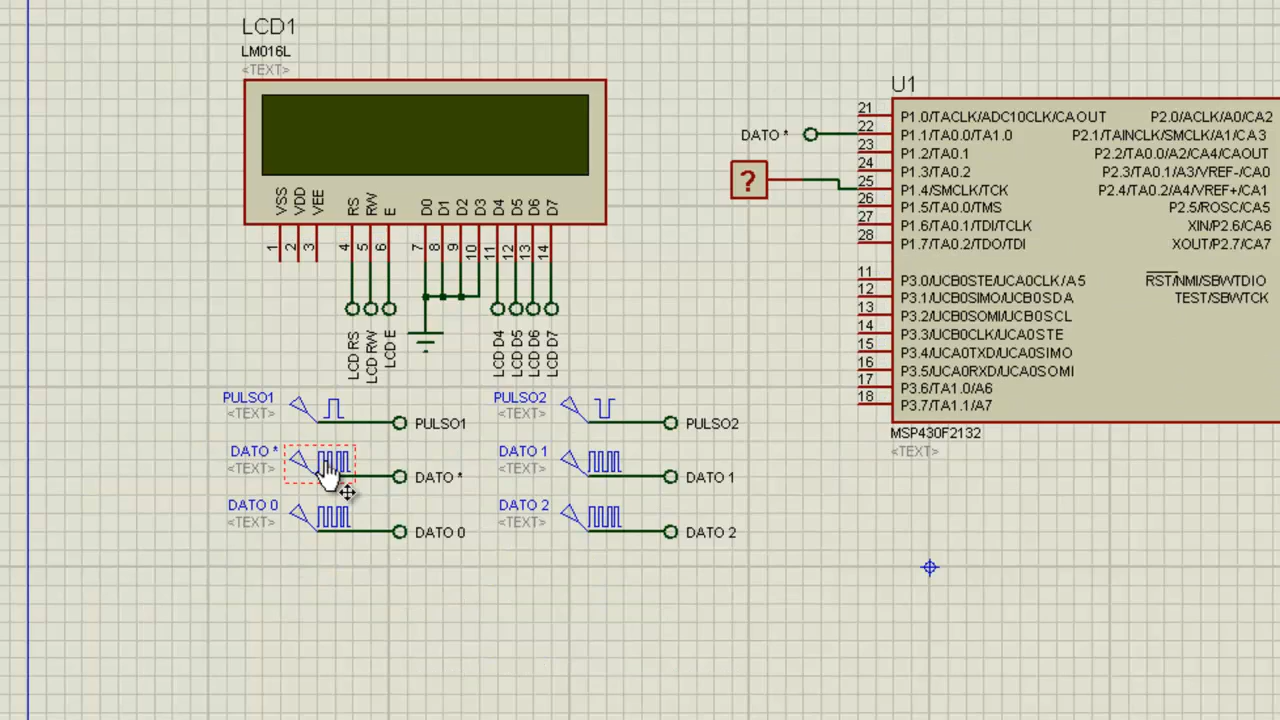 LCD1
LM016L
<TEXT>
VSS
VDD
VEE
RS
RW
E
D0
D1
D2
D3
D4
D5
D6
D7
1
2
3
4
5
6
7
8
9
10
11
12
13
14
LCD RS
LCD RW
LCD E
LCD D4
LCD D5
LCD D6
LCD D7
PULSO1
<TEXT>
PULSO1
PULSO2
<TEXT>
PULSO2
DATO *
<TEXT>
DATO *
DATO 1
<TEXT>
DATO 1
DATO 0
<TEXT>
DATO 0
DATO 2
<TEXT>
DATO 2
DATO *
?
U1
21 P1.0/TACLK/ADC10CLK/CAOUT P2.0/ACLK/A0/CA2
22 P1.1/TA0.0/TA1.0 P2.1/TAINCLK/SMCLK/A1/CA3
23 P1.2/TA0.1 P2.2/TA0.0/A2/CA4/CAOUT
24 P1.3/TA0.2 P2.3/TA0.1/A3/VREF-/CA0
25 P1.4/SMCLK/TCK P2.4/TA0.2/A4/VREF+/CA1
26 P1.5/TA0.0/TMS P2.5/ROSC/CA5
27 P1.6/TA0.1/TDI/TCLK XIN/P2.6/CA6
28 P1.7/TA0.2/TDO/TDI XOUT/P2.7/CA7
11 P3.0/UCB0STE/UCA0CLK/A5 RST/NMI/SBWTDIO
12 P3.1/UCB0SIMO/UCB0SDA TEST/SBWTCK
13 P3.2/UCB0SOMI/UCB0SCL
14 P3.3/UCB0CLK/UCA0STE
15 P3.4/UCA0TXD/UCA0SIMO
16 P3.5/UCA0RXD/UCA0SOMI
17 P3.6/TA1.0/A6
18 P3.7/TA1.1/A7
MSP430F2132
<TEXT>